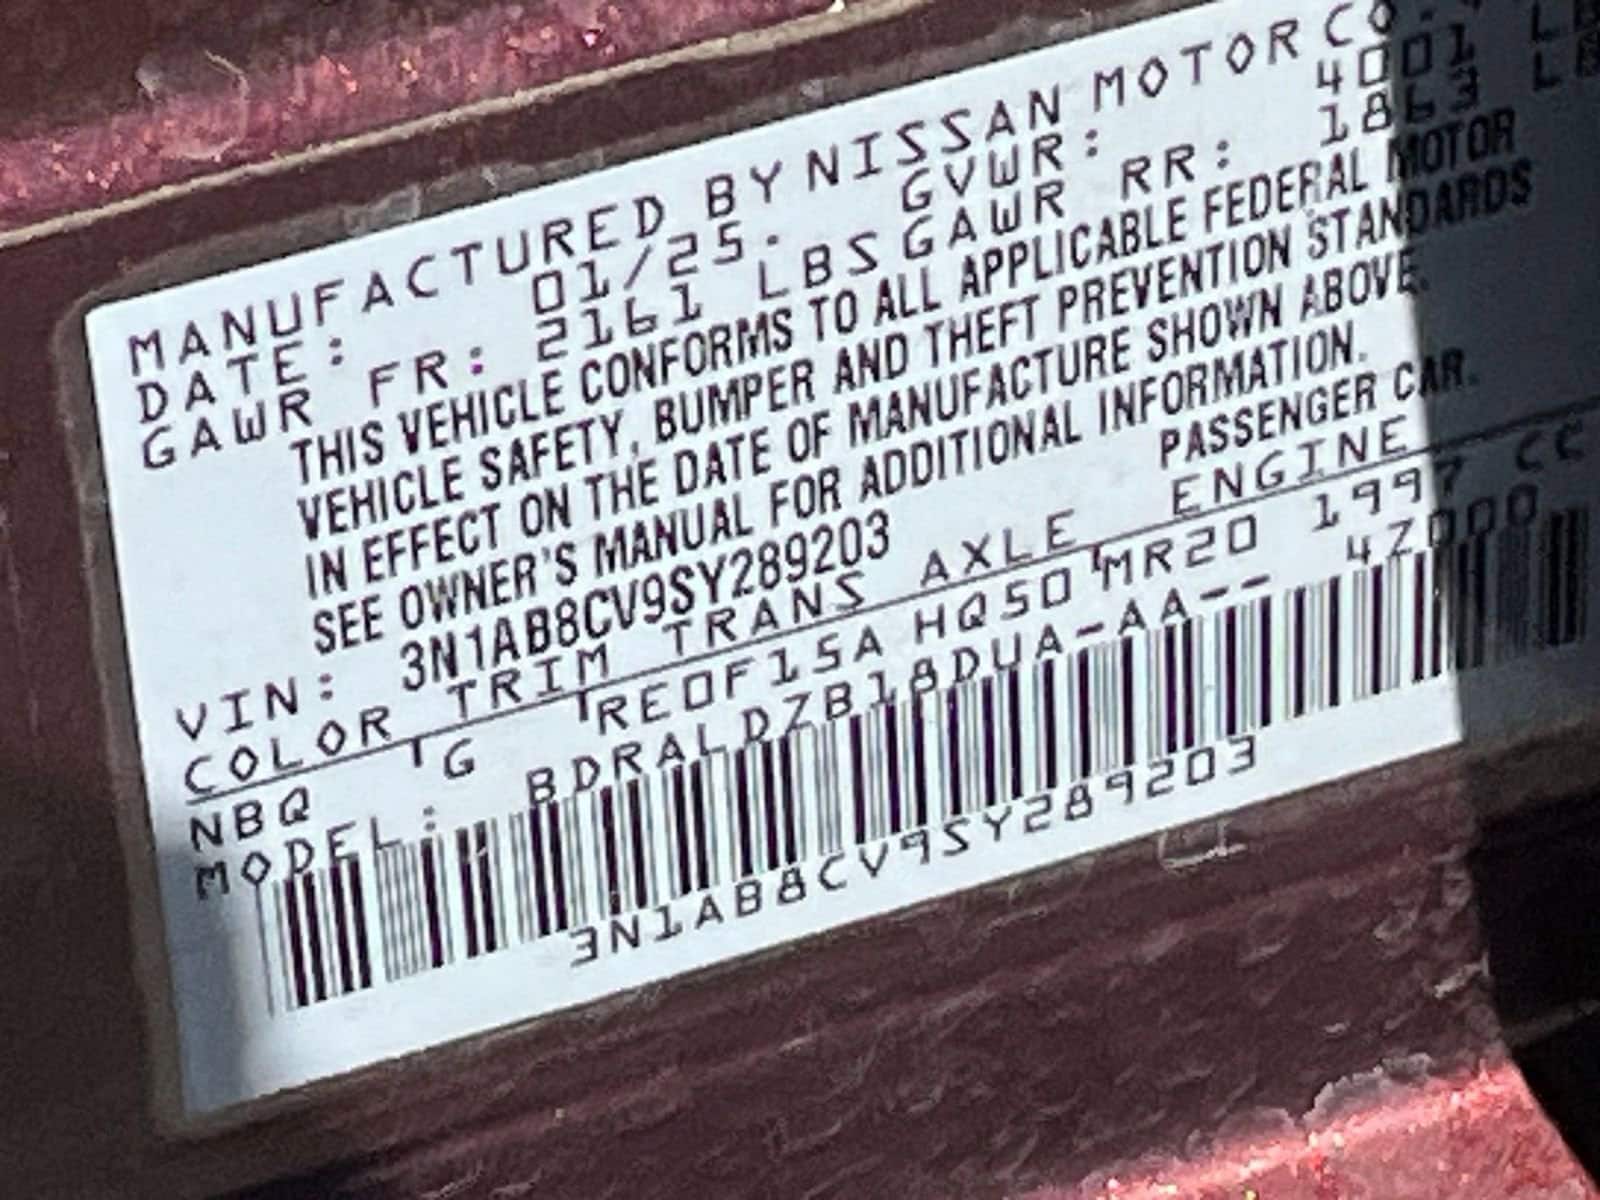 MANUFACTURED BY NISSAN MOTOR CO.
DATE: 01/25. GVWR: 4001 LB
GAWR FR: 2161 LBS GAWR RR: 1863 LB
THIS VEHICLE CONFORMS TO ALL APPLICABLE FEDERAL MOTOR
VEHICLE SAFETY, BUMPER AND THEFT PREVENTION STANDARDS
IN EFFECT ON THE DATE OF MANUFACTURE SHOWN ABOVE.
SEE OWNER'S MANUAL FOR ADDITIONAL INFORMATION.
VIN: 3N1AB8CV9SY289203 PASSENGER CAR.
COLOR TRIM TRANS AXLE ENGINE
NBQ G RE0F15A HQ50 MR20 1997 CC
MODEL: BDRALDZB18DUA-AA-- 4Z000
3N1AB8CV9SY289203